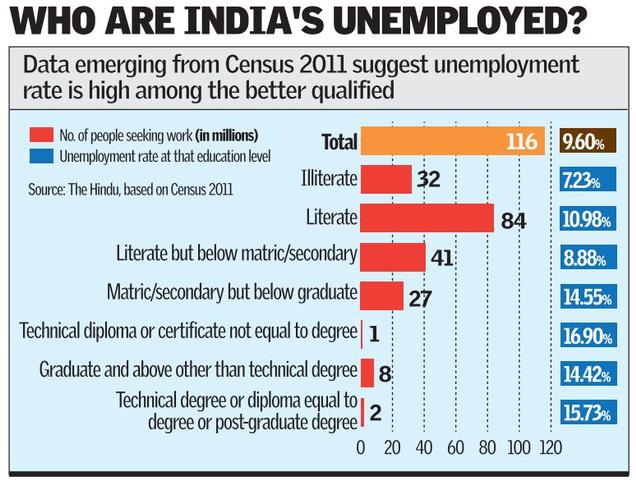 WHO ARE INDIA'S UNEMPLOYED?
Data emerging from Census 2011 suggest unemployment
rate is high among the better qualified
No. of people seeking work (in millions)
Unemployment rate at that education level
Source: The Hindu, based on Census 2011
Total 116 9.60%
Illiterate 32 7.23%
Literate 84 10.98%
Literate but below matric/secondary 41 8.88%
Matric/secondary but below graduate 27 14.55%
Technical diploma or certificate not equal to degree 1 16.90%
Graduate and above other than technical degree 8 14.42%
Technical degree or diploma equal to
degree or post-graduate degree 2 15.73%
0 20 40 60 80 100 120